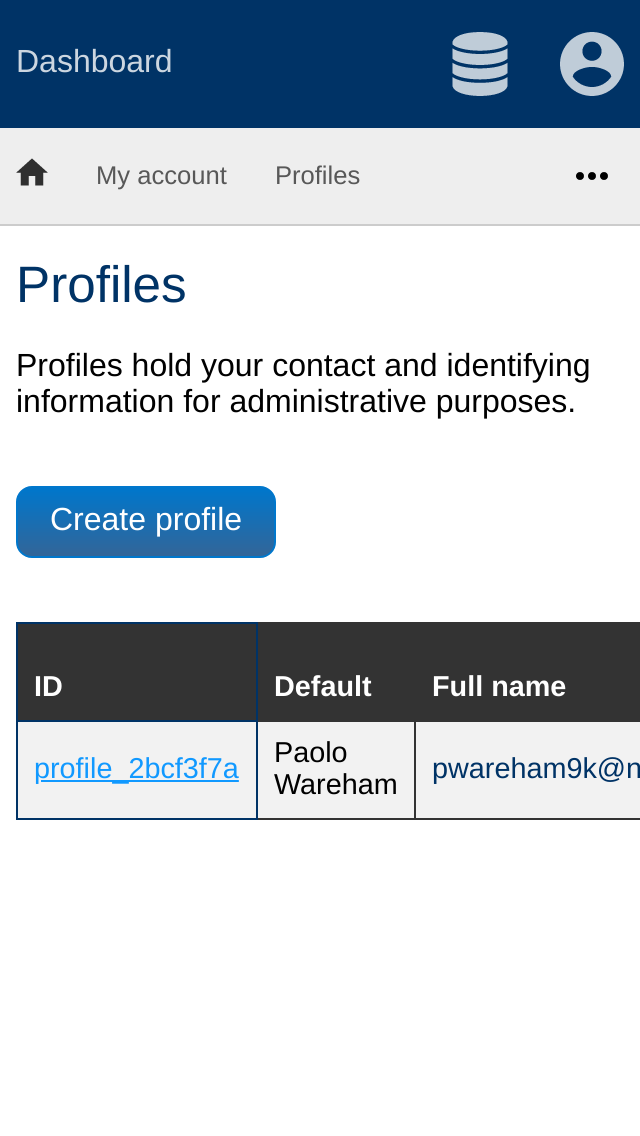 Dashboard
My account Profiles
Profiles
Profiles hold your contact and identifying
information for administrative purposes.
Create profile
ID Default Full name
profile_2bcf3f7a Paolo Wareham pwareham9k@n